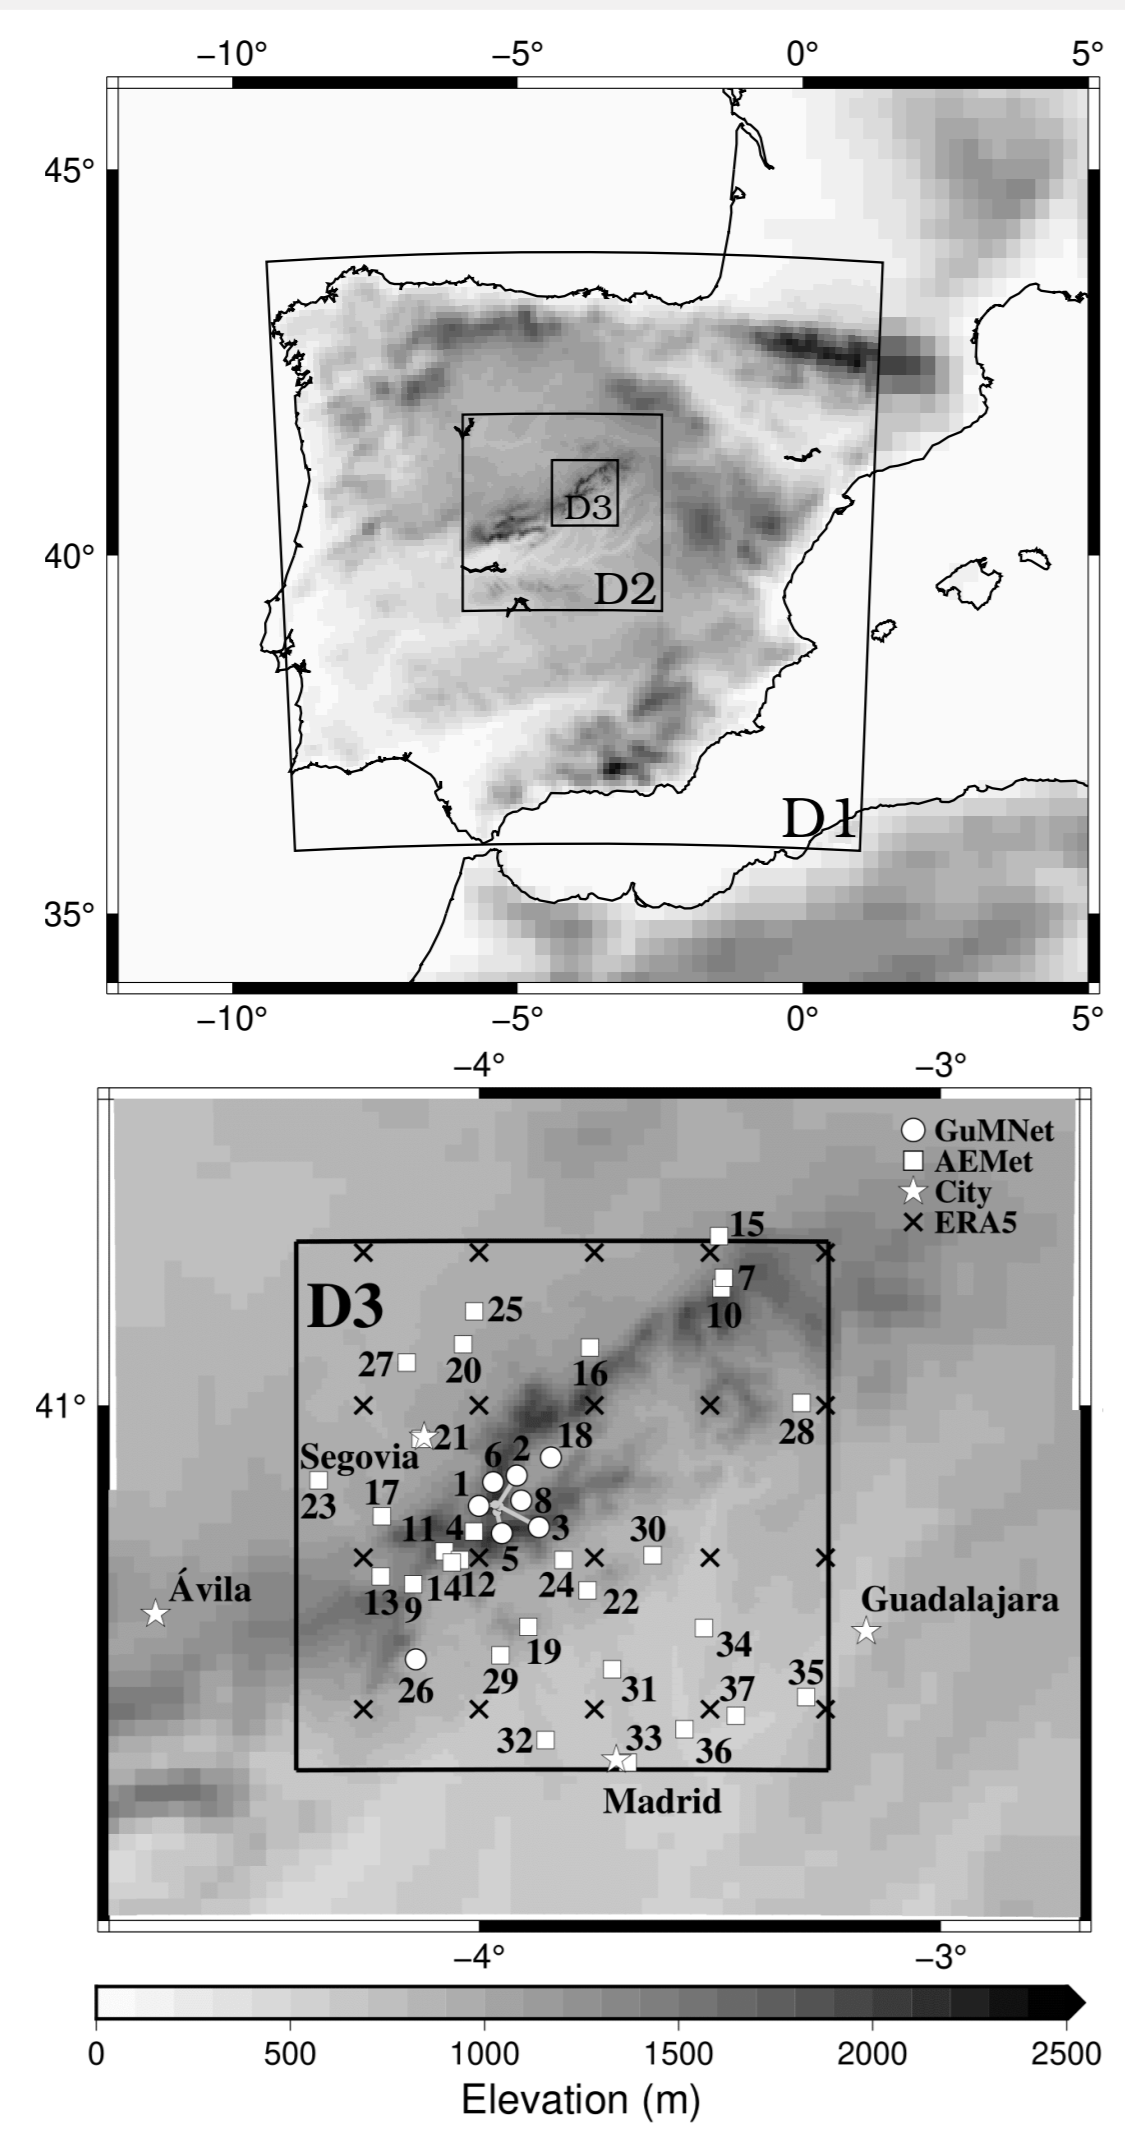 −10° −5° 0° 5°
45°
40°
35°
D3
D2
D1
−10° −5° 0° 5°
−4° −3°
GuMNet
AEMet
City
ERA5
15
7
10
D3
25
27 20 16
41°
28
21
Segovia
18
6 2
23 17 1 8
11 4 3 30
5
13 9 14 12 24 22
Ávila
Guadalajara
19 34
29 31 35
26 37
32 33 36
Madrid
−4° −3°
0 500 1000 1500 2000 2500
Elevation (m)